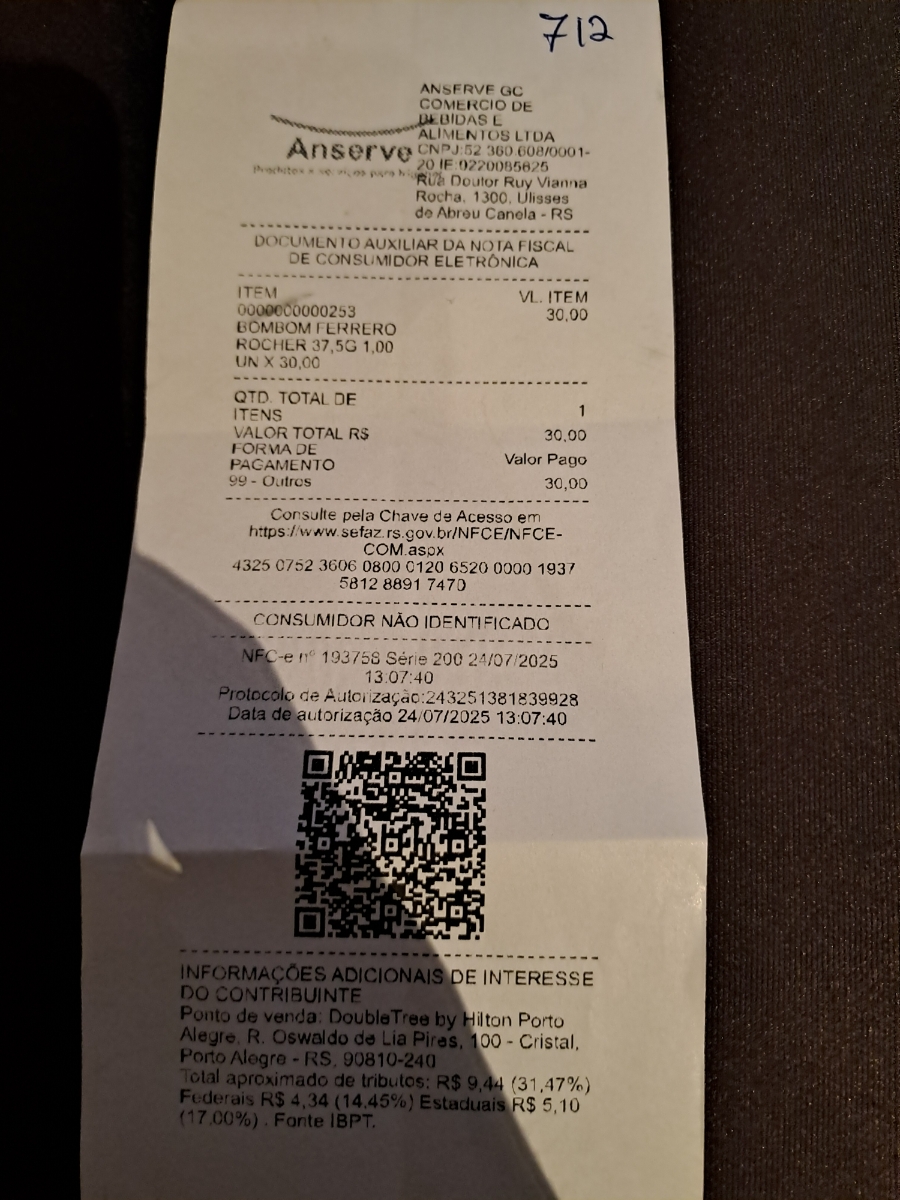 712
ANSERVE GC
COMERCIO DE
BEBIDAS E
ALIMENTOS LTDA
CNPJ:52.360.608/0001-
20 IE:0220085625
Rua Doutor Ruy Vianna
Rocha, 1300, Ulisses
de Abreu Canela - RS
Anserve
Produtos e serviços para
DOCUMENTO AUXILIAR DA NOTA FISCAL
DE CONSUMIDOR ELETRÔNICA
ITEM VL. ITEM
0000000000253 30,00
BOMBOM FERRERO
ROCHER 37,5G 1,00
UN X 30,00
QTD. TOTAL DE
ITENS 1
VALOR TOTAL R$ 30,00
FORMA DE
PAGAMENTO Valor Pago
99 - Outros 30,00
Consulte pela Chave de Acesso em
https://www.sefaz.rs.gov.br/NFCE/NFCE-
COM.aspx
4325 0752 3606 0800 0120 6520 0000 1937
5812 8891 7470
CONSUMIDOR NÃO IDENTIFICADO
NFC-e nº 193758 Série 200 24/07/2025
13:07:40
Protocolo de Autorização:243251381839928
Data de autorização 24/07/2025 13:07:40
INFORMAÇÕES ADICIONAIS DE INTERESSE
DO CONTRIBUINTE
Ponto de venda: DoubleTree by Hilton Porto
Alegre, R. Oswaldo de Lia Pires, 100 - Cristal,
Porto Alegre - RS, 90810-240
Total aproximado de tributos: R$ 9,44 (31,47%)
Federais R$ 4,34 (14,45%) Estaduais R$ 5,10
(17,00%) . Fonte IBPT.